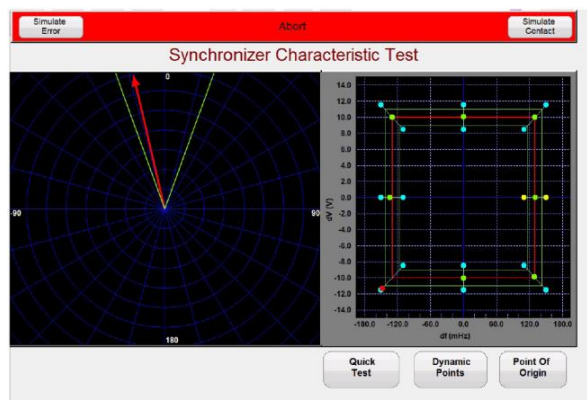 Simulate
Error
Abort
Simulate
Contact
Synchronizer Characteristic Test
0
-90
90
180
14.0
12.0
10.0
8.0
6.0
4.0
2.0
0.0
-2.0
-4.0
-6.0
-8.0
-10.0
-12.0
-14.0
dV (V)
-180.0 -120.0 -60.0 0.0 60.0 120.0 180.0
df (mHz)
Quick
Test
Dynamic
Points
Point Of
Origin